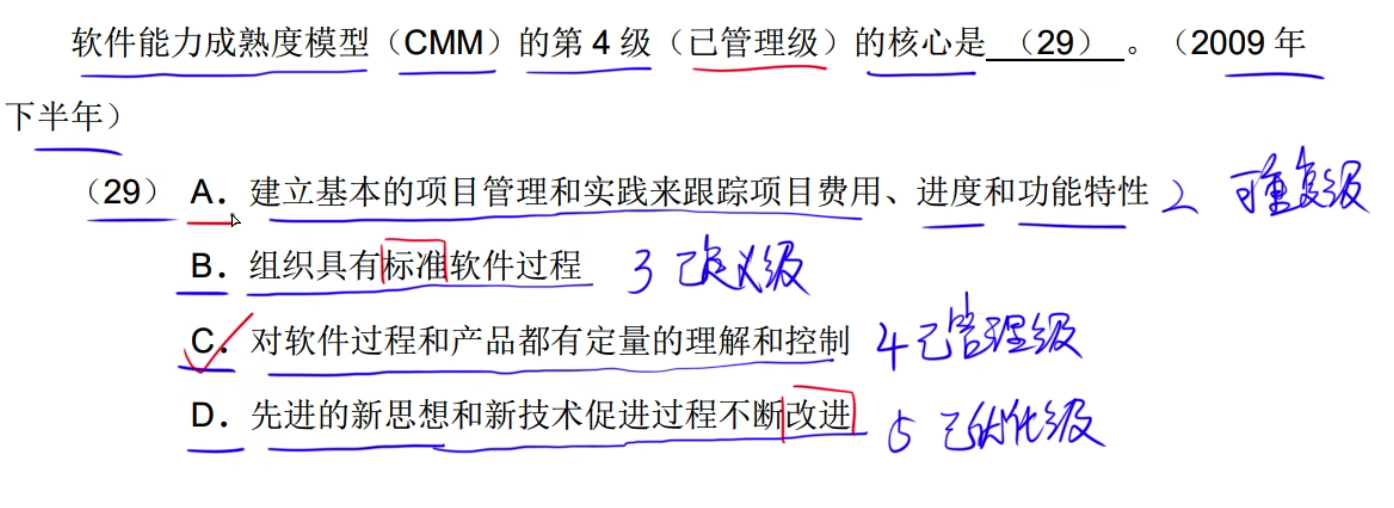 软件能力成熟度模型（CMM）的第 4 级（已管理级）的核心是 （29） 。（2009 年
下半年）
（29） A．建立基本的项目管理和实践来跟踪项目费用、进度和功能特性 2 可重复级
B．组织具有标准软件过程 3 已定义级
C．对软件过程和产品都有定量的理解和控制 4 已管理级
D．先进的新思想和新技术促进过程不断改进 5 已优化级